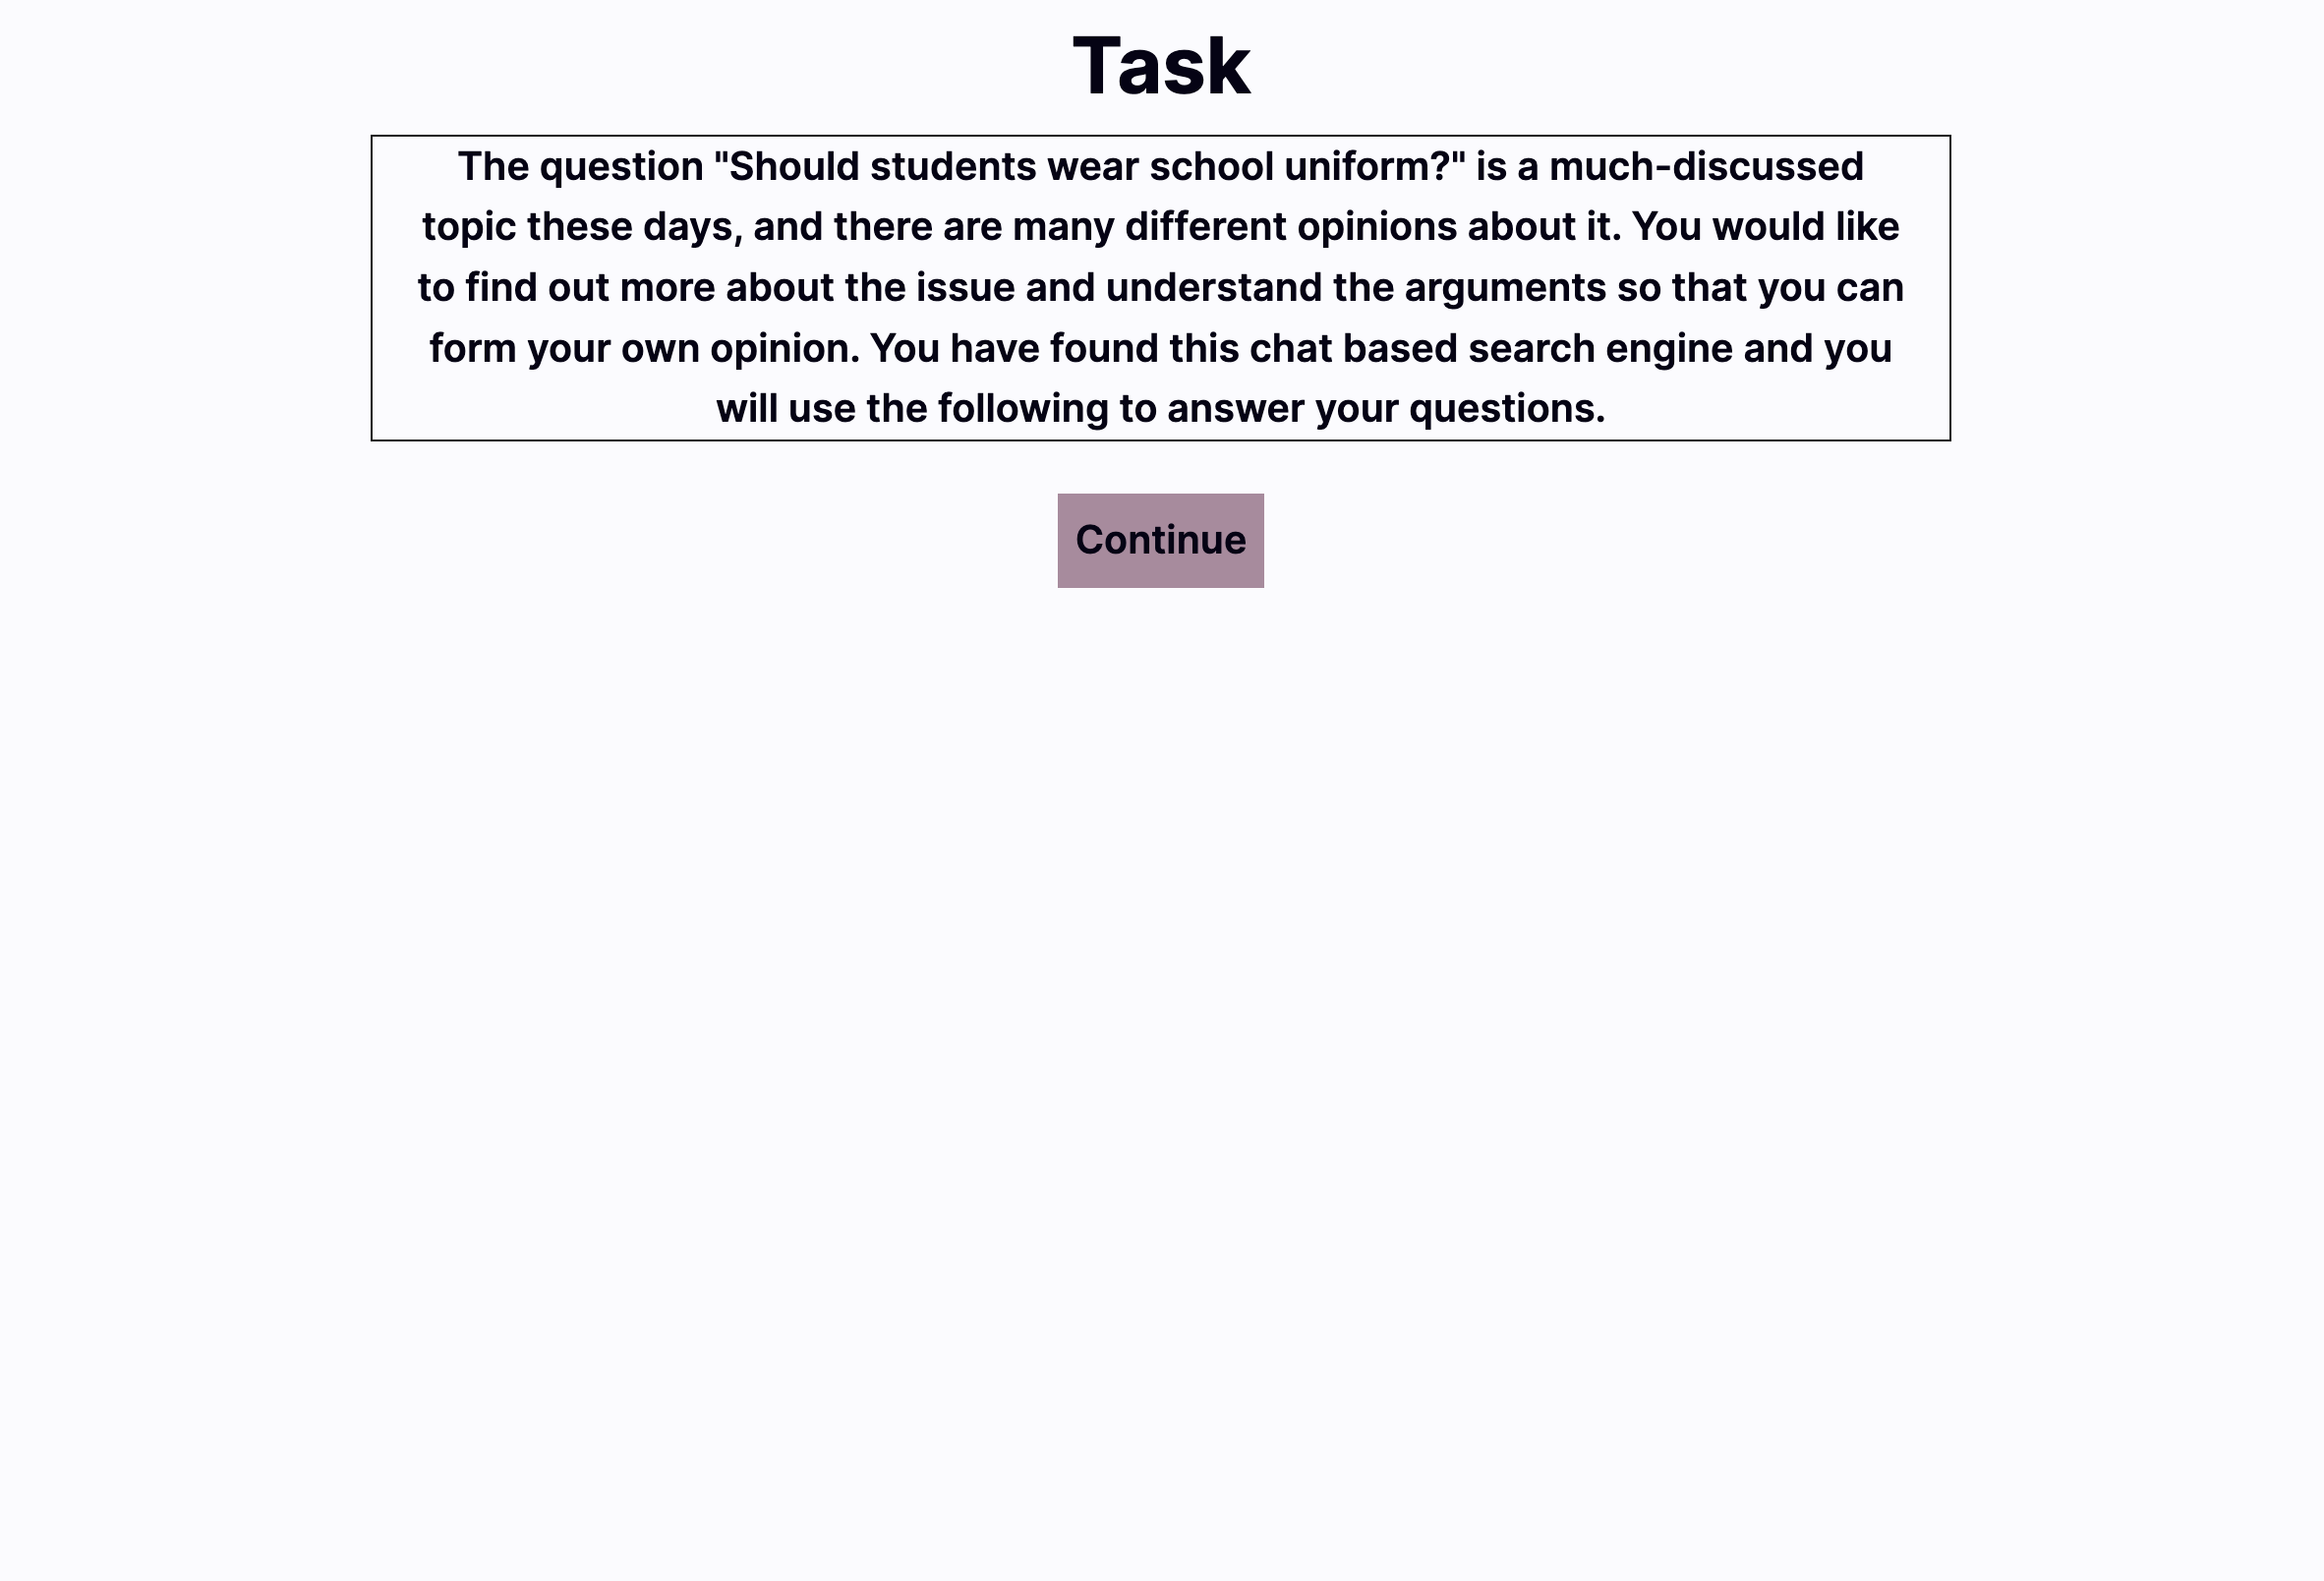 Task
The question "Should students wear school uniform?" is a much-discussed
topic these days, and there are many different opinions about it. You would like
to find out more about the issue and understand the arguments so that you can
form your own opinion. You have found this chat based search engine and you
will use the following to answer your questions.
Continue